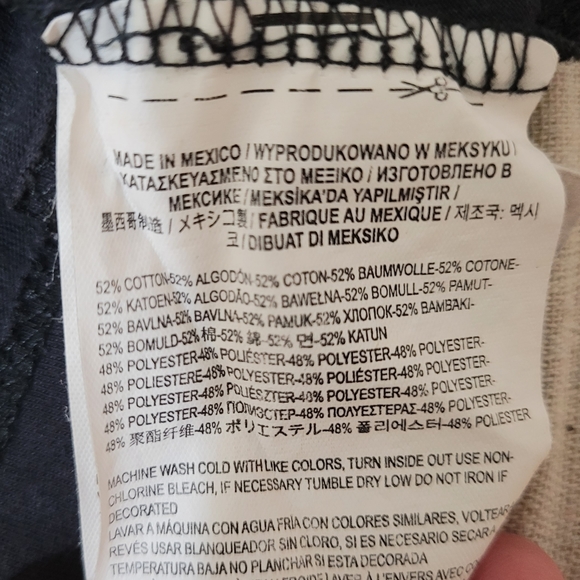 MADE IN MEXICO / WYPRODUKOWANO W MEKSYKU /
ΚΑΤΑΣΚΕΥΑΣΜΕΝΟ ΣΤΟ ΜΕΞΙΚΟ / ИЗГОТОВЛЕНО В
МЕКСИКЕ / MEKSİKA'DA YAPILMIŞTIR /
墨西哥制造 / メキシコ製 / FABRIQUE AU MEXIQUE / 제조국: 멕시
코 / DIBUAT DI MEKSIKO
52% COTTON-52% ALGODÓN-52% COTON-52% BAUMWOLLE-52% COTONE-
52% KATOEN-52% ALGODÃO-52% BAWEŁNA-52% BOMULL-52% PAMUT-
52% BAVLNA-52% BAVLNA-52% PAMUK-52% ХЛОПОК-52% ΒΑΜΒΑΚΙ-
52% BOMULD-52% 棉-52% 綿-52% 면-52% KATUN
48% POLYESTER-48% POLIÉSTER-48% POLYESTER-48% POLYESTER-
48% POLIESTERE-48% POLYESTER-48% POLIÉSTER-48% POLIESTER-
48% POLYESTER-48% POLIESZTER-48% POLYESTER-48% POLYESTER-
48% POLYESTER-48% ПОЛИЭСТЕР-48% ΠΟΛΥΕΣΤΕΡΑΣ-48% POLYESTER-
48% 聚酯纤维-48% ポリエステル-48% 폴리에스터-48% POLIESTER
MACHINE WASH COLD WITH LIKE COLORS, TURN INSIDE OUT USE NON-
CHLORINE BLEACH, IF NECESSARY TUMBLE DRY LOW DO NOT IRON IF
DECORATED
LAVAR A MÁQUINA CON AGUA FRÍA CON COLORES SIMILARES, VOLTEAR
REVÉS USAR BLANQUEADOR SIN CLORO, SI ES NECESARIO SECAR A
TEMPERATURA BAJA NO PLANCHAR SI ESTA DECORADO
LAVER À L'ENVERS AVEC